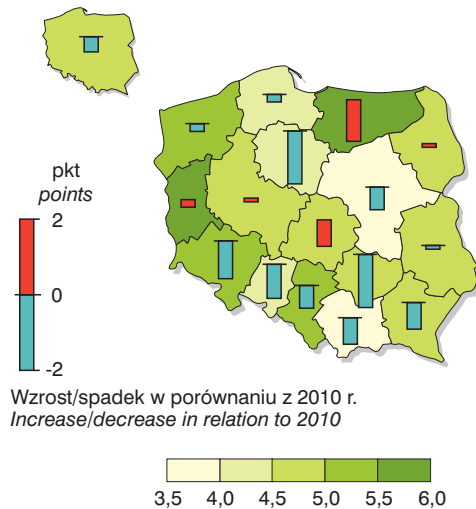 pkt
points
2
0
-2
Wzrost/spadek w porównaniu z 2010 r.
Increase/decrease in relation to 2010
3,5 4,0 4,5 5,0 5,5 6,0